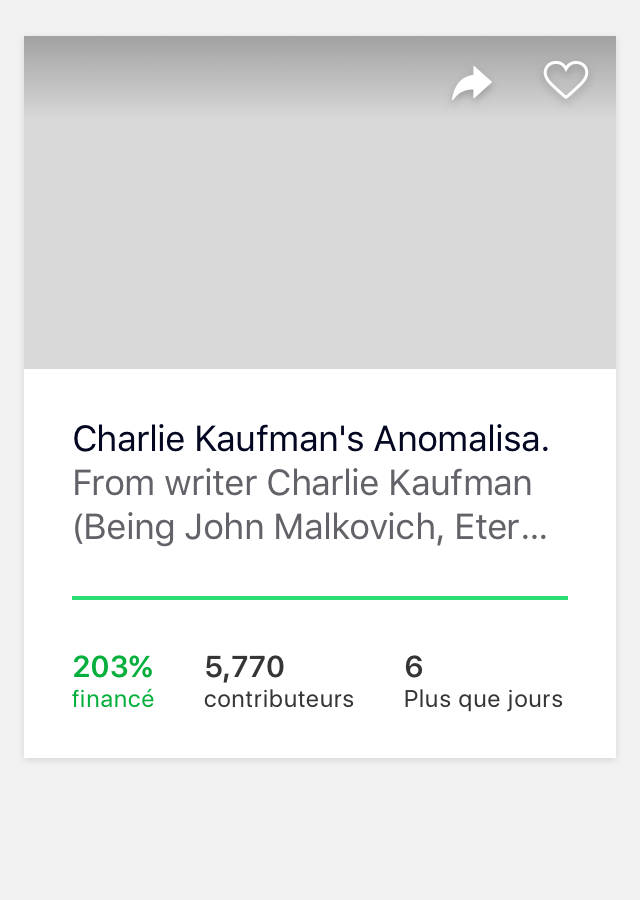 Charlie Kaufman's Anomalisa.
From writer Charlie Kaufman
(Being John Malkovich, Eter...
203% 5,770 6
financé contributeurs Plus que jours